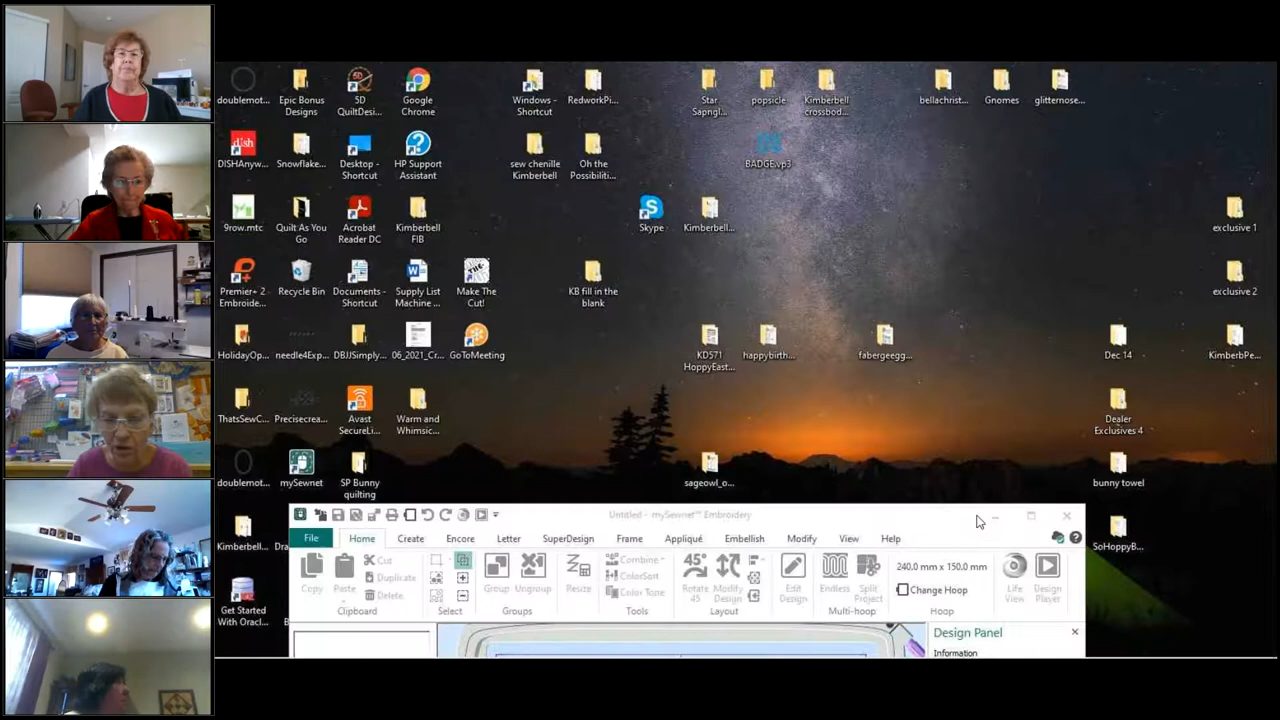 doublemot... Epic Bonus 5D Google Windows - RedworkPi... Star popsicle Kimberbell bellachrist... Gnomes glitternose...
Designs QuiltDesi... Chrome Shortcut Sapngl... crossbod...
dish
DISHAnyw... Snowflake... Desktop - HP Support sew chenille Oh the BADGE.vp3
Shortcut Assistant Kimberbell Possibiliti...
9row.mtc Quilt As You Acrobat Kimberbell Skype Kimberbell... exclusive 1
Go Reader DC FIB
Premier+ 2 Recycle Bin Documents - Supply List Make The KB fill in the exclusive 2
Embroide... Shortcut Machine ... Cut! blank
HolidayOp... needle4Exp... DBJJSimply... 06_2021_Cr... GoToMeeting KD571 happybirth... fabergeegg... Dec 14 KimberbPe...
HoppyEast...
ThatsSewC... Precisecrea... Avast Warm and Dealer
SecureLi... Whimsic... Exclusives 4
doublemot... mySewnet SP Bunny sageowl_o... bunny towel
quilting
Untitled - mySewnet™ Embroidery
Kimberbell... Dra SoHoppyB...
File Home Create Encore Letter SuperDesign Frame Appliqué Embellish Modify View Help
Copy Paste Cut Duplicate Delete Group Ungroup Resize Combine ColorSort Color Tone Rotate 45 Modify Design Edit Design Endless Split Project 240.0 mm x 150.0 mm Change Hoop Life View Design Player
Clipboard Select Groups Tools Layout Multi-hoop Hoop
Get Started
With Oracl...
Design Panel
Information